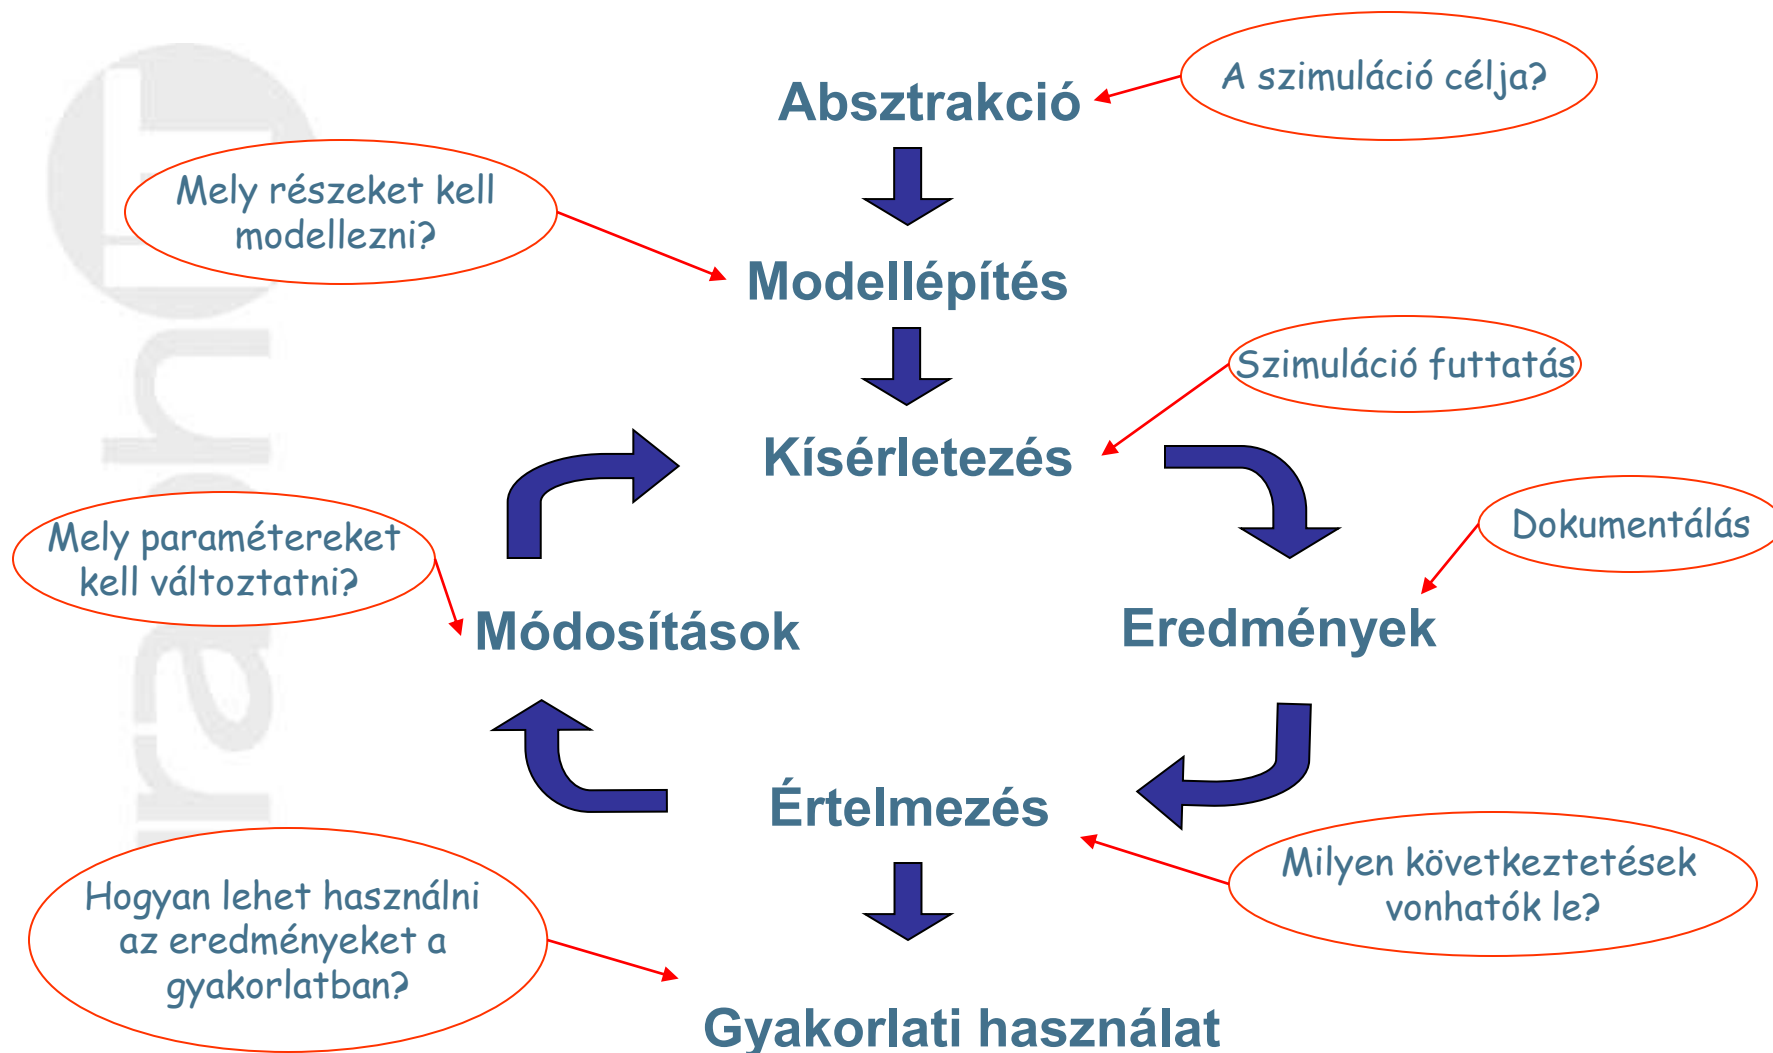 A szimuláció célja?
Absztrakció
Mely részeket kell
modellezni?
Modellépítés
Szimuláció futtatás
Kísérletezés
Mely paramétereket
kell változtatni?
Dokumentálás
Módosítások
Eredmények
Értelmezés
Milyen következtetések
vonhatók le?
Hogyan lehet használni
az eredményeket a
gyakorlatban?
Gyakorlati használat